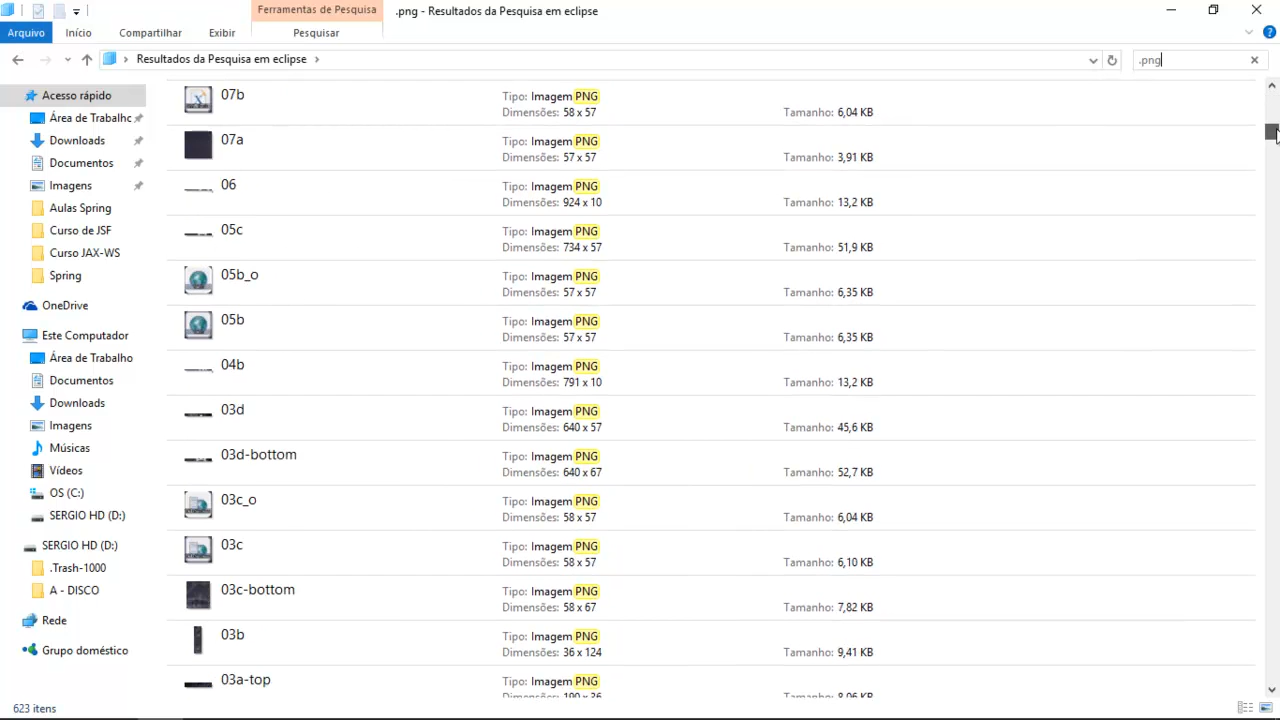 Ferramentas de Pesquisa
.png - Resultados da Pesquisa em eclipse
Arquivo
Início
Compartilhar
Exibir
Pesquisar
Resultados da Pesquisa em eclipse
.png
Acesso rápido
Área de Trabalho
Downloads
Documentos
Imagens
Aulas Spring
Curso de JSF
Curso JAX-WS
Spring
OneDrive
Este Computador
Área de Trabalho
Documentos
Downloads
Imagens
Músicas
Vídeos
OS (C:)
SERGIO HD (D:)
SERGIO HD (D:)
.Trash-1000
A - DISCO
Rede
Grupo doméstico
07b
Tipo: Imagem PNG
Dimensões: 58 x 57
Tamanho: 6,04 KB
07a
Tipo: Imagem PNG
Dimensões: 57 x 57
Tamanho: 3,91 KB
06
Tipo: Imagem PNG
Dimensões: 924 x 10
Tamanho: 13,2 KB
05c
Tipo: Imagem PNG
Dimensões: 734 x 57
Tamanho: 51,9 KB
05b_o
Tipo: Imagem PNG
Dimensões: 57 x 57
Tamanho: 6,35 KB
05b
Tipo: Imagem PNG
Dimensões: 57 x 57
Tamanho: 6,35 KB
04b
Tipo: Imagem PNG
Dimensões: 791 x 10
Tamanho: 13,2 KB
03d
Tipo: Imagem PNG
Dimensões: 640 x 57
Tamanho: 45,6 KB
03d-bottom
Tipo: Imagem PNG
Dimensões: 640 x 67
Tamanho: 52,7 KB
03c_o
Tipo: Imagem PNG
Dimensões: 58 x 57
Tamanho: 6,04 KB
03c
Tipo: Imagem PNG
Dimensões: 58 x 57
Tamanho: 6,10 KB
03c-bottom
Tipo: Imagem PNG
Dimensões: 58 x 67
Tamanho: 7,82 KB
03b
Tipo: Imagem PNG
Dimensões: 36 x 124
Tamanho: 9,41 KB
03a-top
Tipo: Imagem PNG
Dimensões: 190 x 36
Tamanho: 8,06 KB
623 itens